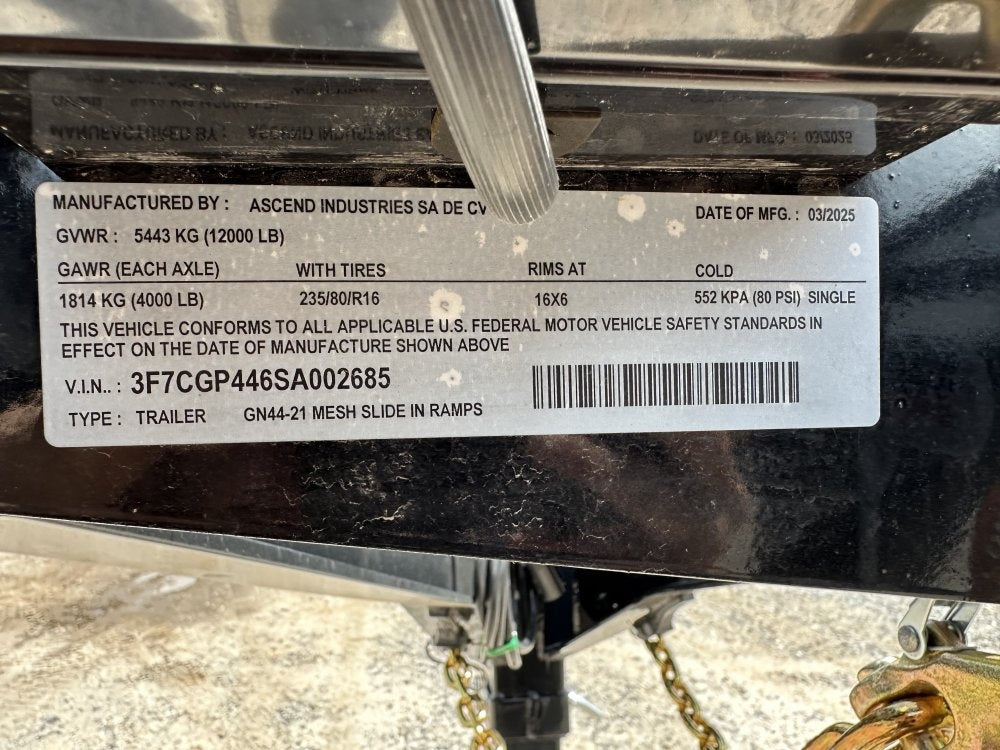 MANUFACTURED BY : ASCEND INDUSTRIES SA DE CV DATE OF MFG. : 03/2025
GVWR : 5443 KG (12000 LB)
GAWR (EACH AXLE) WITH TIRES RIMS AT COLD
1814 KG (4000 LB) 235/80/R16 16X6 552 KPA (80 PSI) SINGLE
THIS VEHICLE CONFORMS TO ALL APPLICABLE U.S. FEDERAL MOTOR VEHICLE SAFETY STANDARDS IN
EFFECT ON THE DATE OF MANUFACTURE SHOWN ABOVE
V.I.N.. : 3F7CGP446SA002685
TYPE : TRAILER GN44-21 MESH SLIDE IN RAMPS